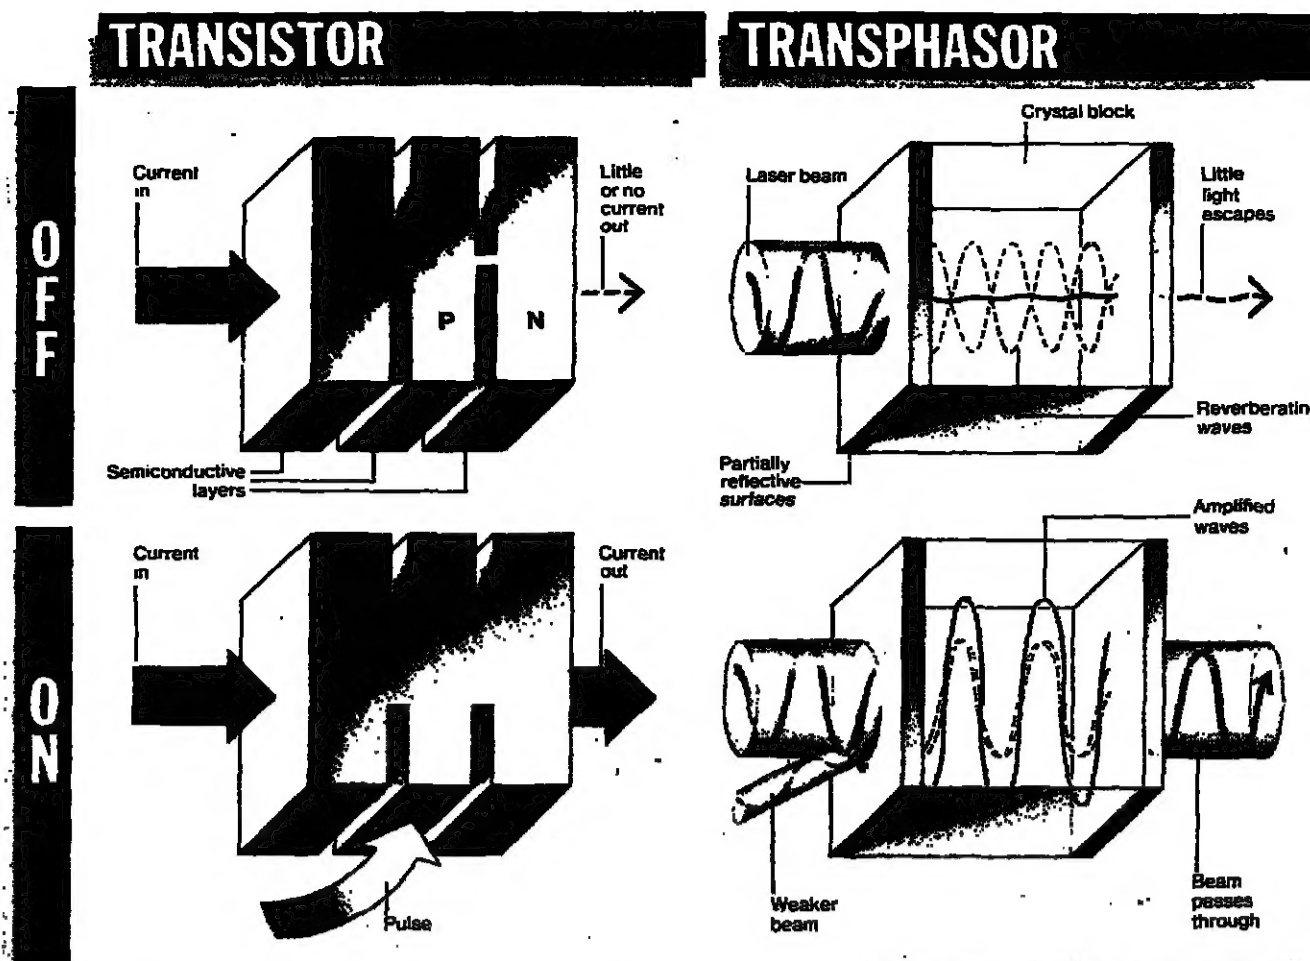 TRANSISTOR
TRANSPHASOR
OFF
Current
in
Little
or no
current
out
P
N
Semiconductive
layers
Crystal block
Laser beam
Little
light
escapes
Reverberatin
waves
Partially
reflective
surfaces
ON
Current
in
Current
out
Pulse
Amplified
waves
Weaker
beam
Beam
passes
through